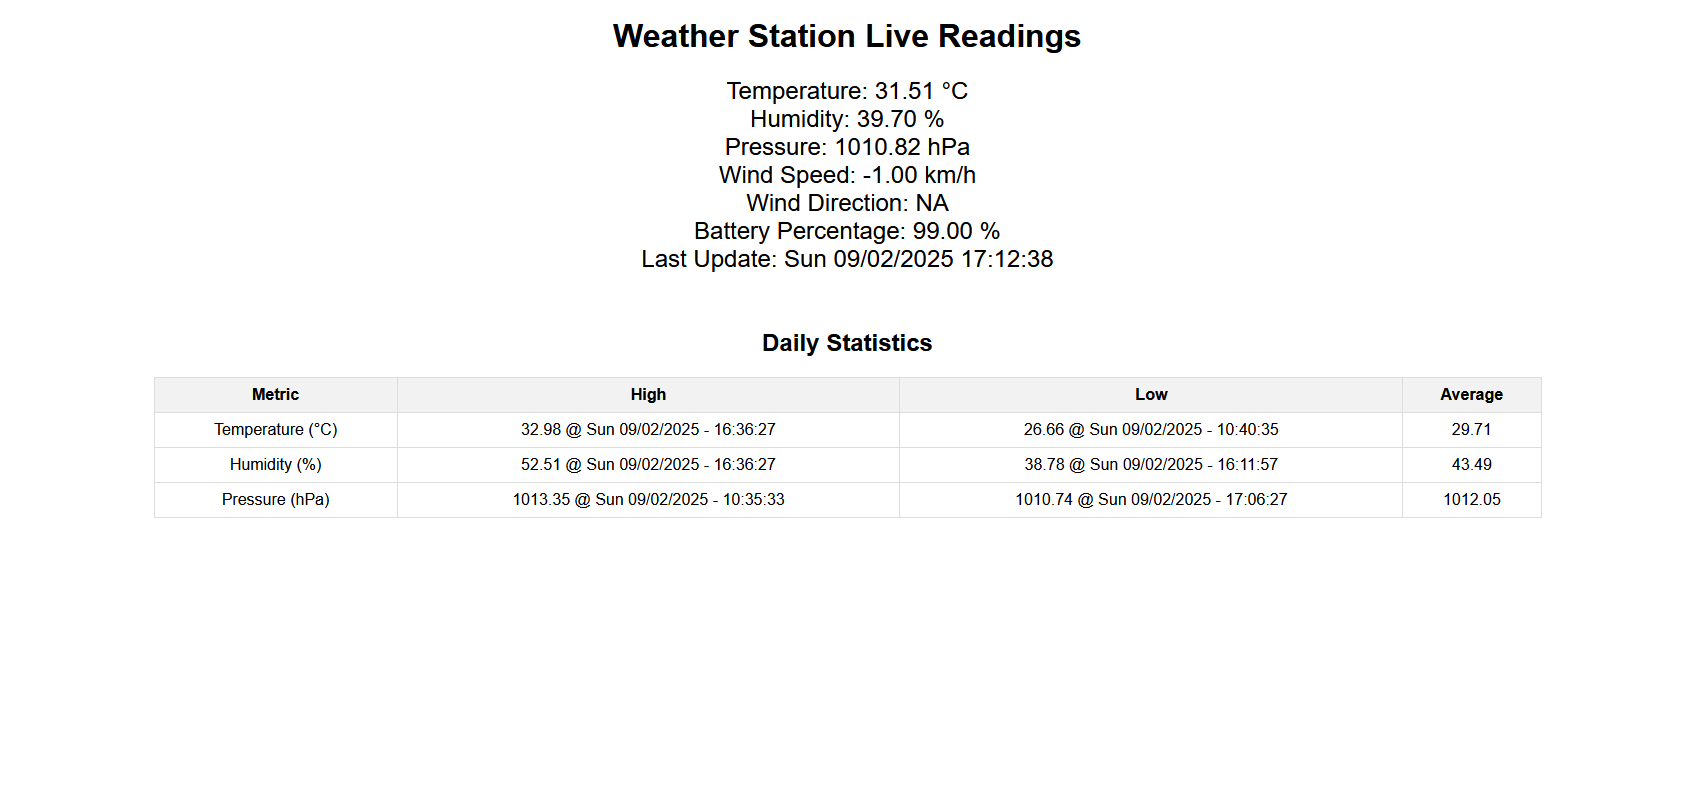 Weather Station Live Readings
Temperature: 31.51 °C
Humidity: 39.70 %
Pressure: 1010.82 hPa
Wind Speed: -1.00 km/h
Wind Direction: NA
Battery Percentage: 99.00 %
Last Update: Sun 09/02/2025 17:12:38
Daily Statistics
Metric High Low Average
Temperature (°C) 32.98 @ Sun 09/02/2025 - 16:36:27 26.66 @ Sun 09/02/2025 - 10:40:35 29.71
Humidity (%) 52.51 @ Sun 09/02/2025 - 16:36:27 38.78 @ Sun 09/02/2025 - 16:11:57 43.49
Pressure (hPa) 1013.35 @ Sun 09/02/2025 - 10:35:33 1010.74 @ Sun 09/02/2025 - 17:06:27 1012.05